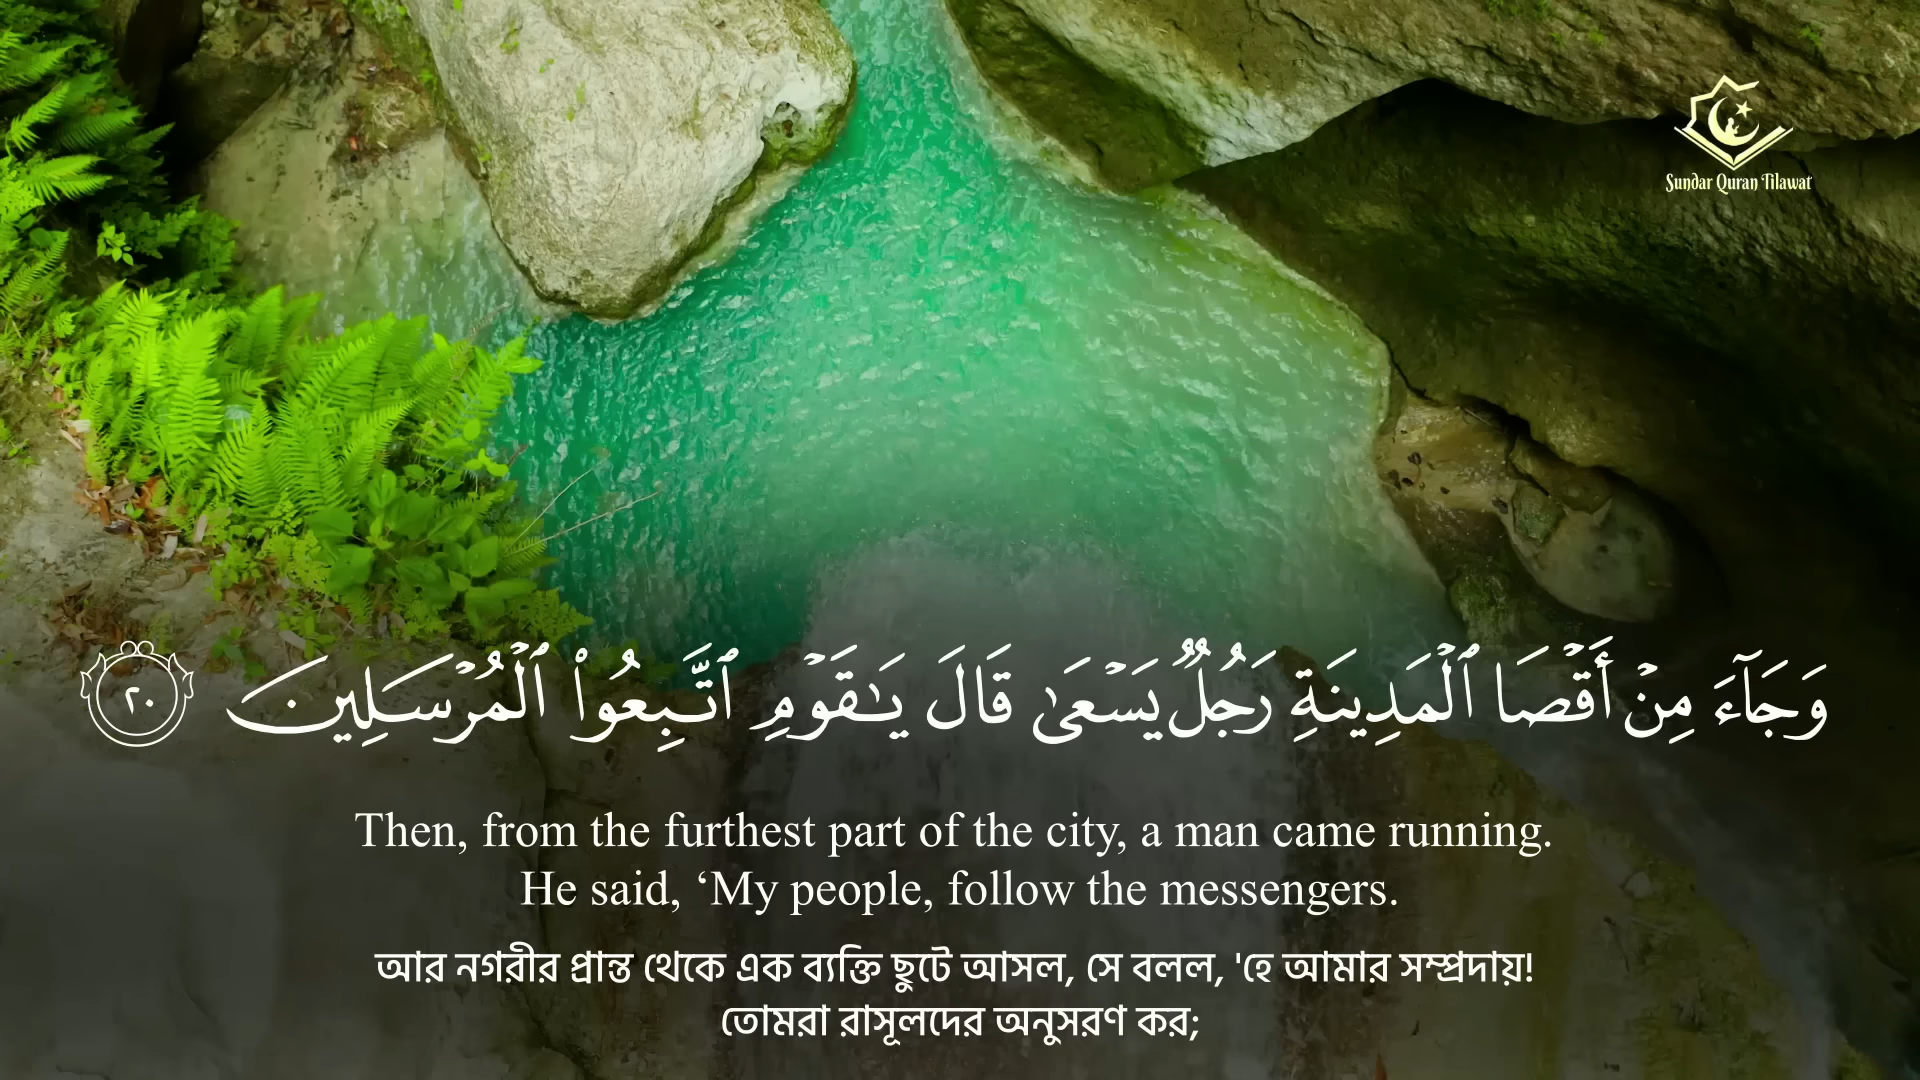 Sundar Quran Tilawat
وَجَآءَ مِنۡ أَقۡصَا ٱلۡمَدِينَةِ رَجُلٞ يَسۡعَىٰ قَالَ يَٰقَوۡمِ ٱتَّبِعُواْ ٱلۡمُرۡسَلِينَ ٢٠
Then, from the furthest part of the city, a man came running.
He said, ‘My people, follow the messengers.
আর নগরীর প্রান্ত থেকে এক ব্যক্তি ছুটে আসল, সে বলল, 'হে আমার সম্প্রদায়!
তোমরা রাসূলদের অনুসরণ কর;